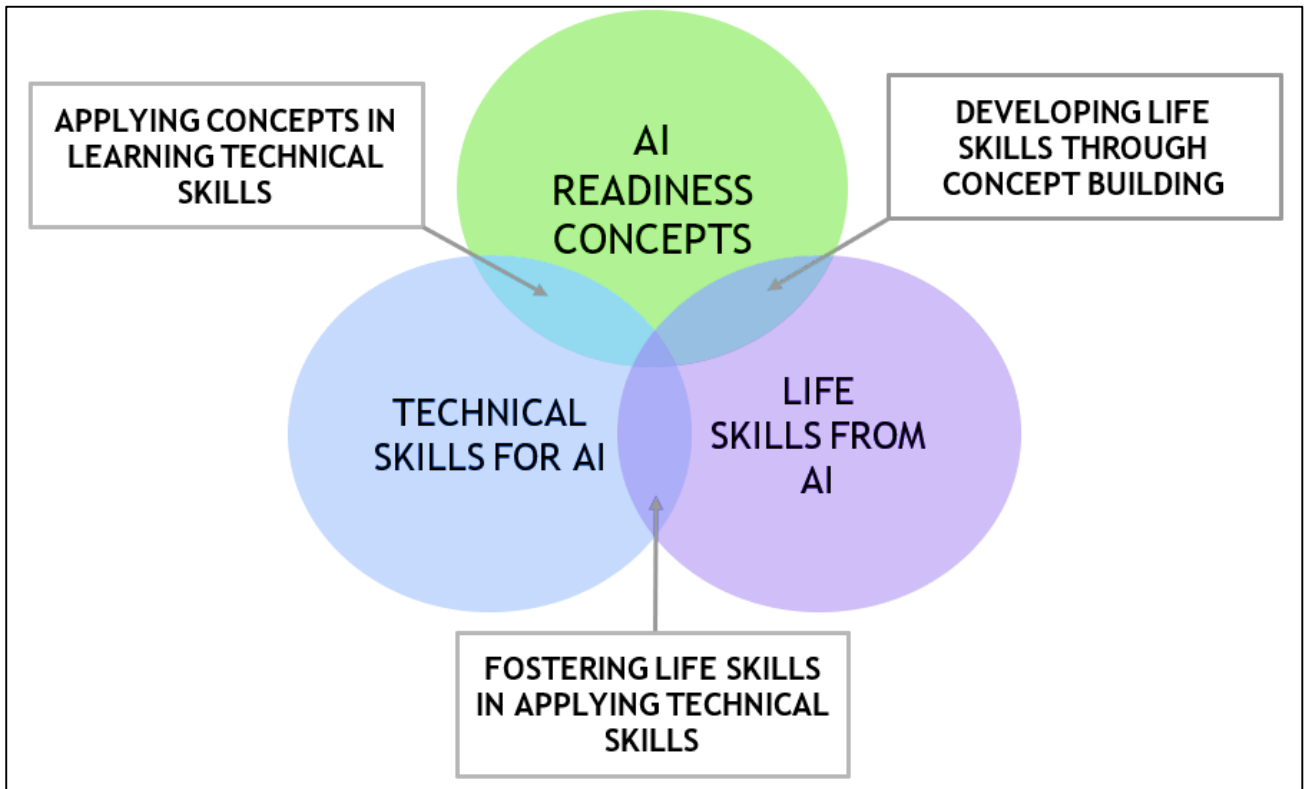 APPLYING CONCEPTS IN
LEARNING TECHNICAL
SKILLS
AI
READINESS
CONCEPTS
DEVELOPING LIFE
SKILLS THROUGH
CONCEPT BUILDING
TECHNICAL
SKILLS FOR AI
LIFE
SKILLS FROM
AI
FOSTERING LIFE SKILLS
IN APPLYING TECHNICAL
SKILLS